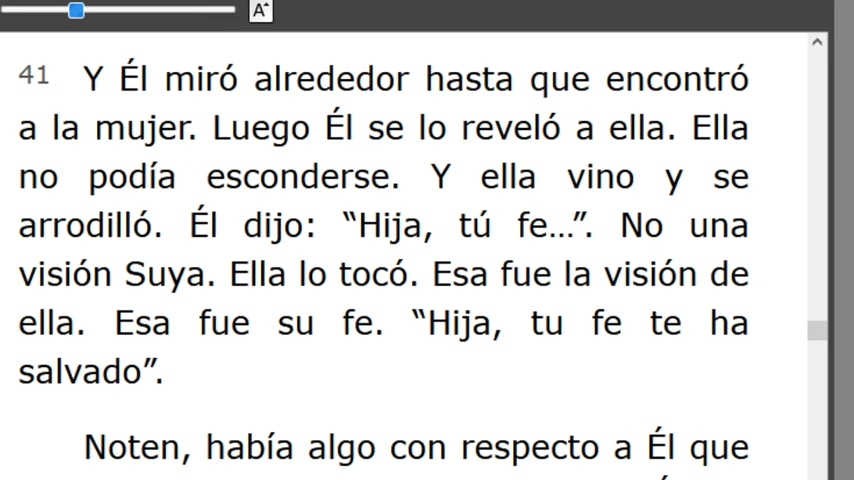 A
41 Y Él miró alrededor hasta que encontró
a la mujer. Luego Él se lo reveló a ella. Ella
no podía esconderse. Y ella vino y se
arrodilló. Él dijo: “Hija, tú fe...”. No una
visión Suya. Ella lo tocó. Esa fue la visión de
ella. Esa fue su fe. “Hija, tu fe te ha
salvado”.
Noten, había algo con respecto a Él que